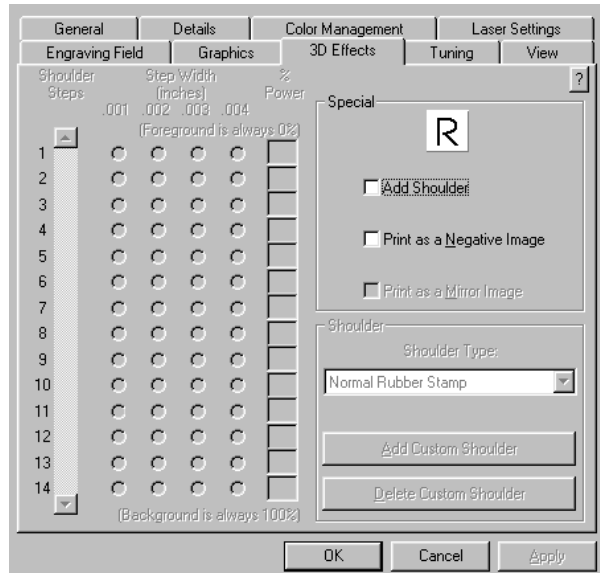 General Details Color Management Laser Settings
Engraving Field Graphics 3D Effects Tuning View
Shoulder Step Width %
Steps (inches) Power
.001 .002 .003 .004
(Foreground is always 0%)
1
2
3
4
5
6
7
8
9
10
11
12
13
14
(Background is always 100%)
?
Special
R
Add Shoulder
Print as a Negative Image
Print as a Mirror Image
Shoulder
Shoulder Type:
Normal Rubber Stamp
Add Custom Shoulder
Delete Custom Shoulder
OK Cancel Apply